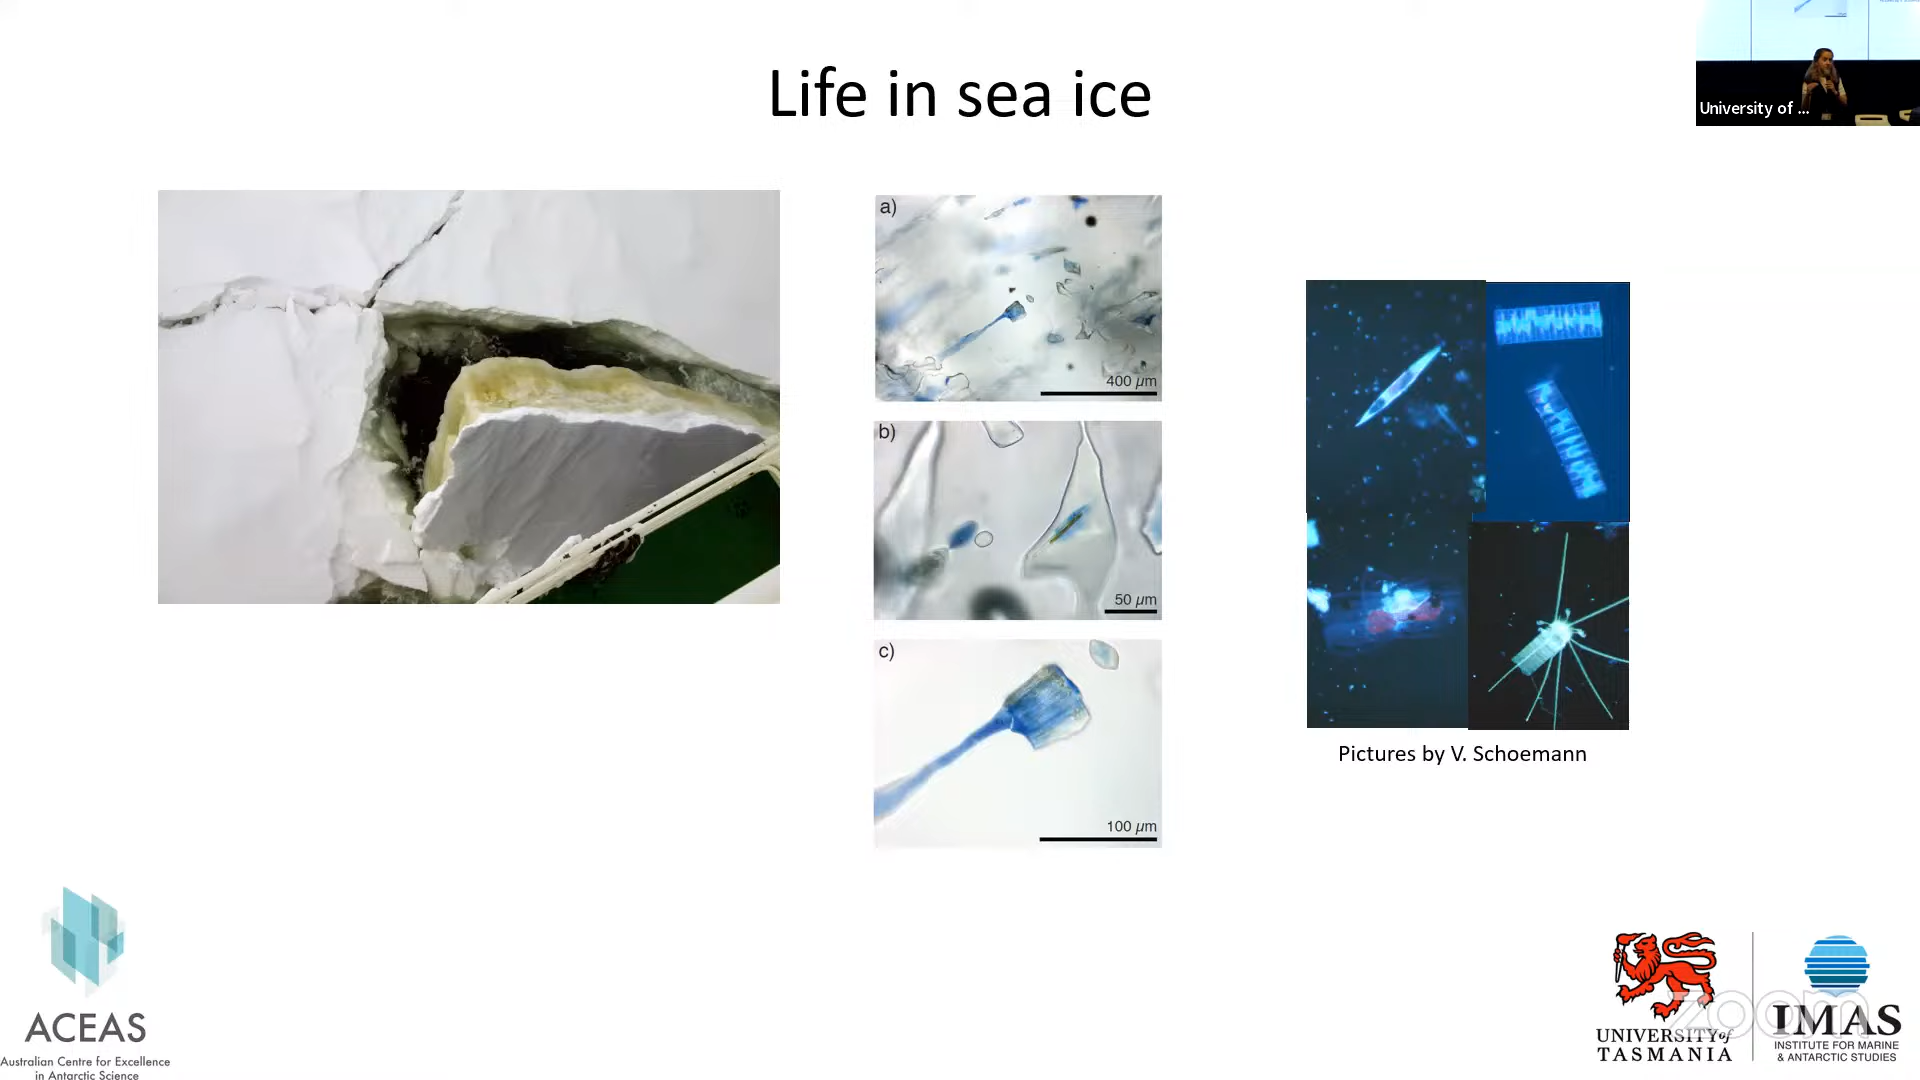 Life in sea ice
University of ...
a)
400 µm
b)
50 µm
c)
100 µm
Pictures by V. Schoemann
ACEAS
Australian Centre for Excellence
in Antarctic Science
UNIVERSITY of
TASMANIA
zoom
IMAS
INSTITUTE FOR MARINE
& ANTARCTIC STUDIES